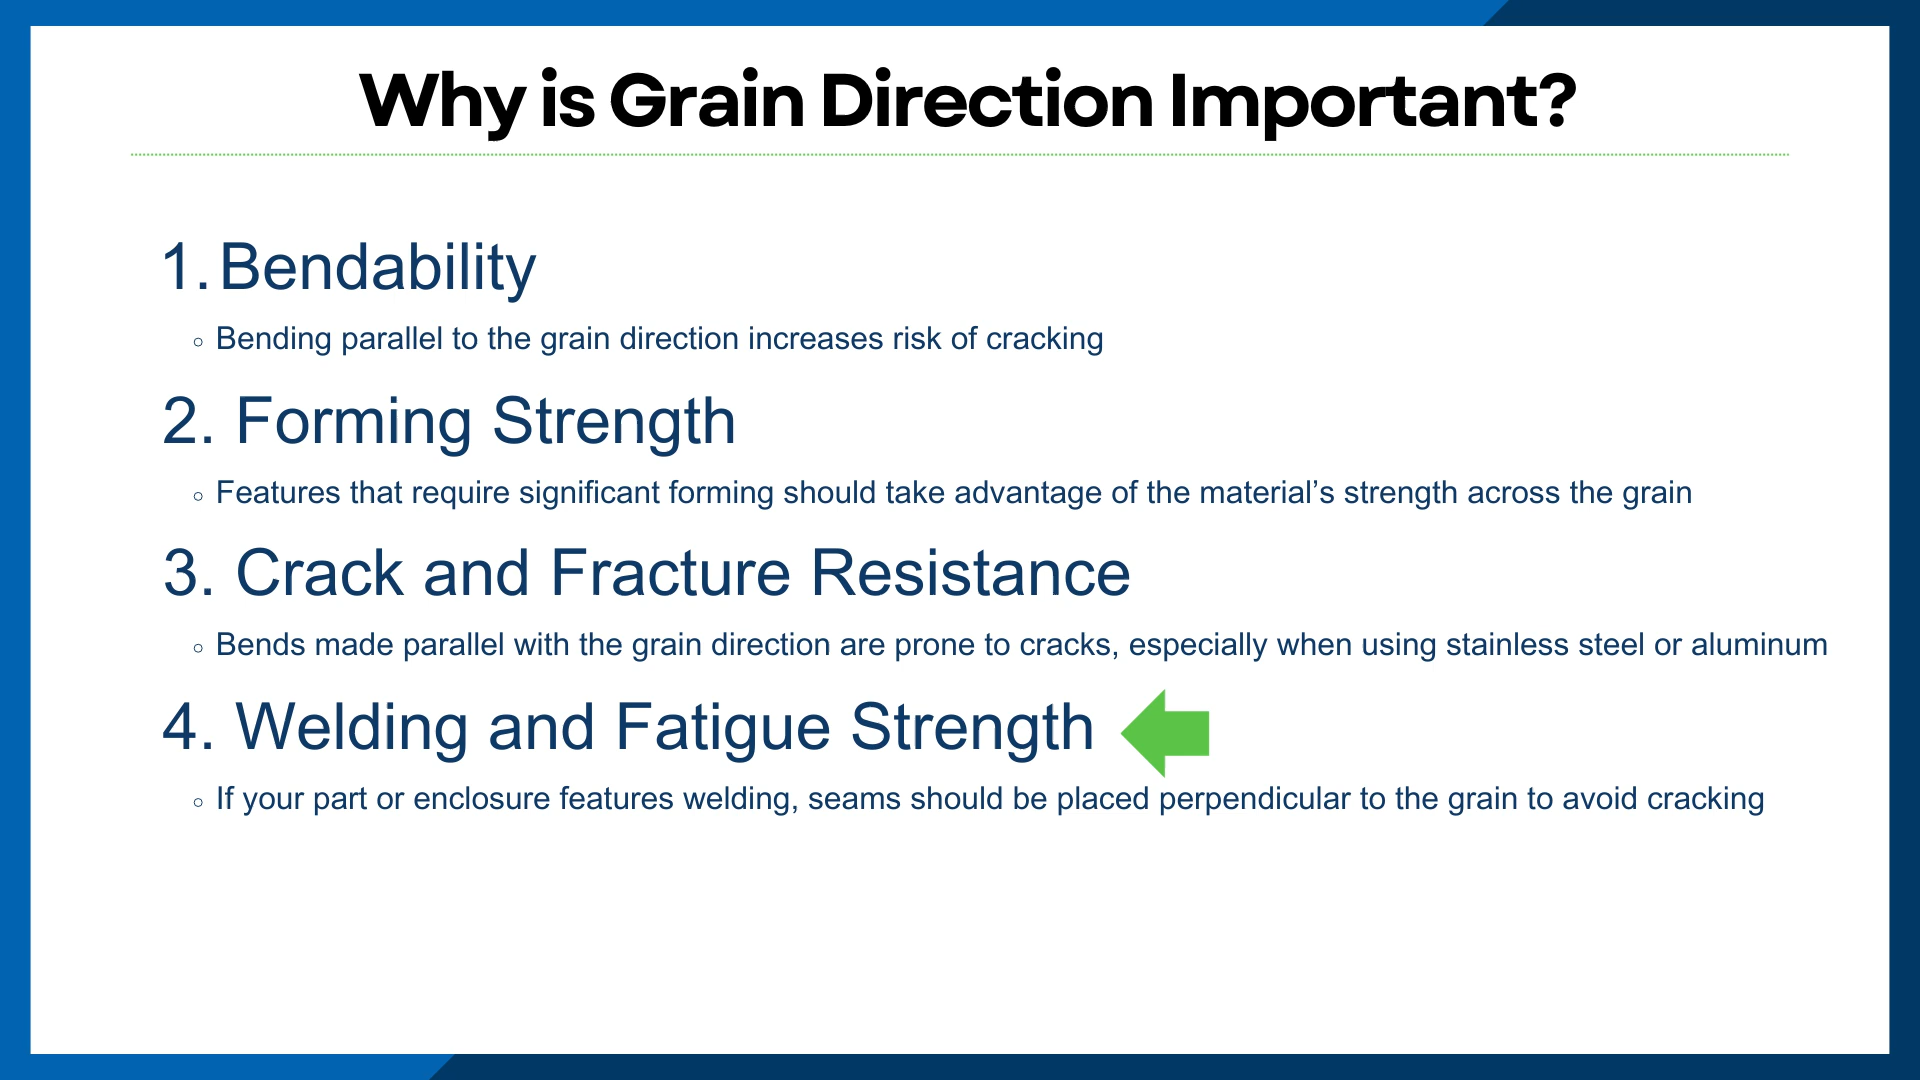 Why is Grain Direction Important?
1. Bendability
Bending parallel to the grain direction increases risk of cracking
2. Forming Strength
Features that require significant forming should take advantage of the material’s strength across the grain
3. Crack and Fracture Resistance
Bends made parallel with the grain direction are prone to cracks, especially when using stainless steel or aluminum
4. Welding and Fatigue Strength
If your part or enclosure features welding, seams should be placed perpendicular to the grain to avoid cracking